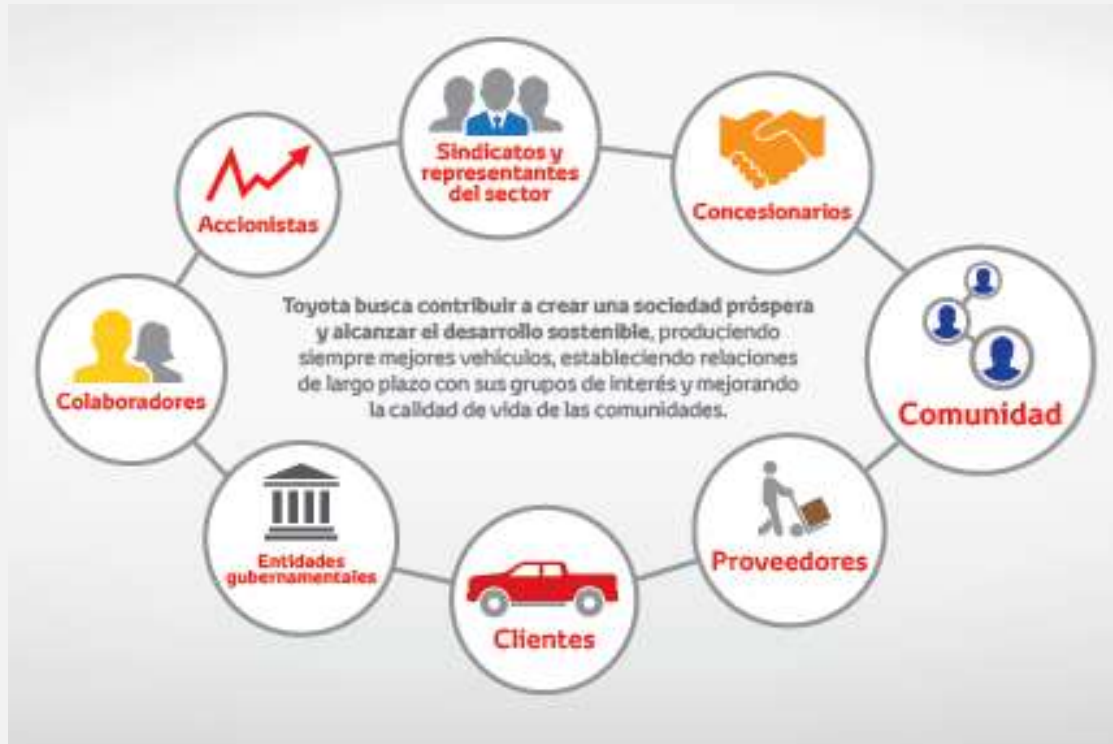 Sindicatos y
representantes
del sector
Concesionarios
Accionistas
Toyota busca contribuir a crear una sociedad próspera
y alcanzar el desarrollo sostenible, produciendo
siempre mejores vehículos, estableciendo relaciones
de largo plazo con sus grupos de interés y mejorando
la calidad de vida de las comunidades.
Colaboradores
Comunidad
Entidades
gubernamentales
Proveedores
Clientes